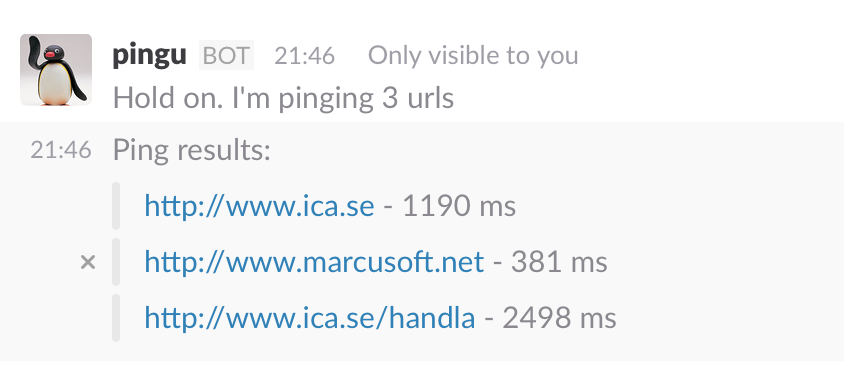 pingu BOT 21:46 Only visible to you
Hold on. I'm pinging 3 urls
21:46 Ping results:
http://www.ica.se - 1190 ms
× http://www.marcusoft.net - 381 ms
http://www.ica.se/handla - 2498 ms